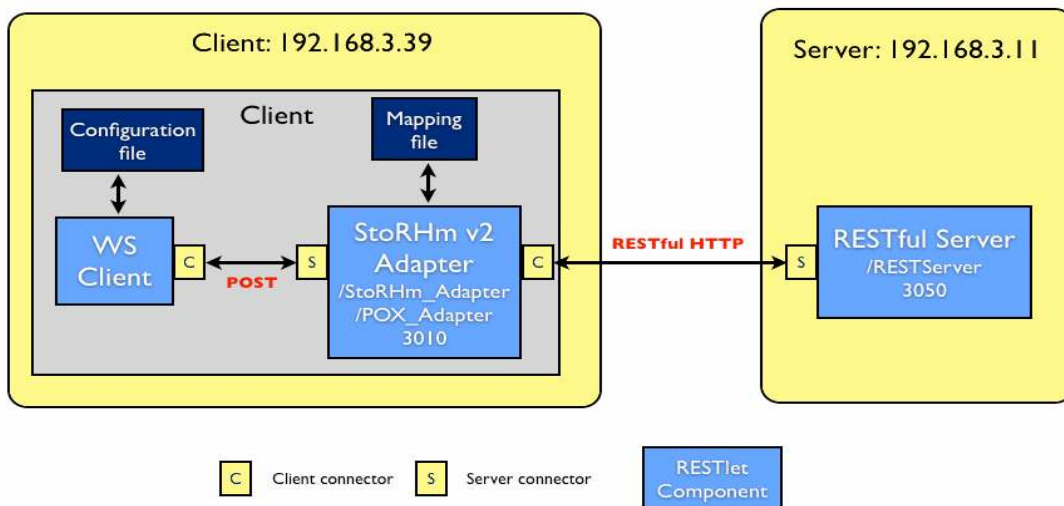 Client: 192.168.3.39
Server: 192.168.3.11
Client
Configuration
file
Mapping
file
WS
Client
C
POST
S
StoRHm v2
Adapter
/StoRHm_Adapter
/POX_Adapter
3010
C
RESTful HTTP
S
RESTful Server
/RESTServer
3050
C
Client connector
S
Server connector
RESTlet
Component